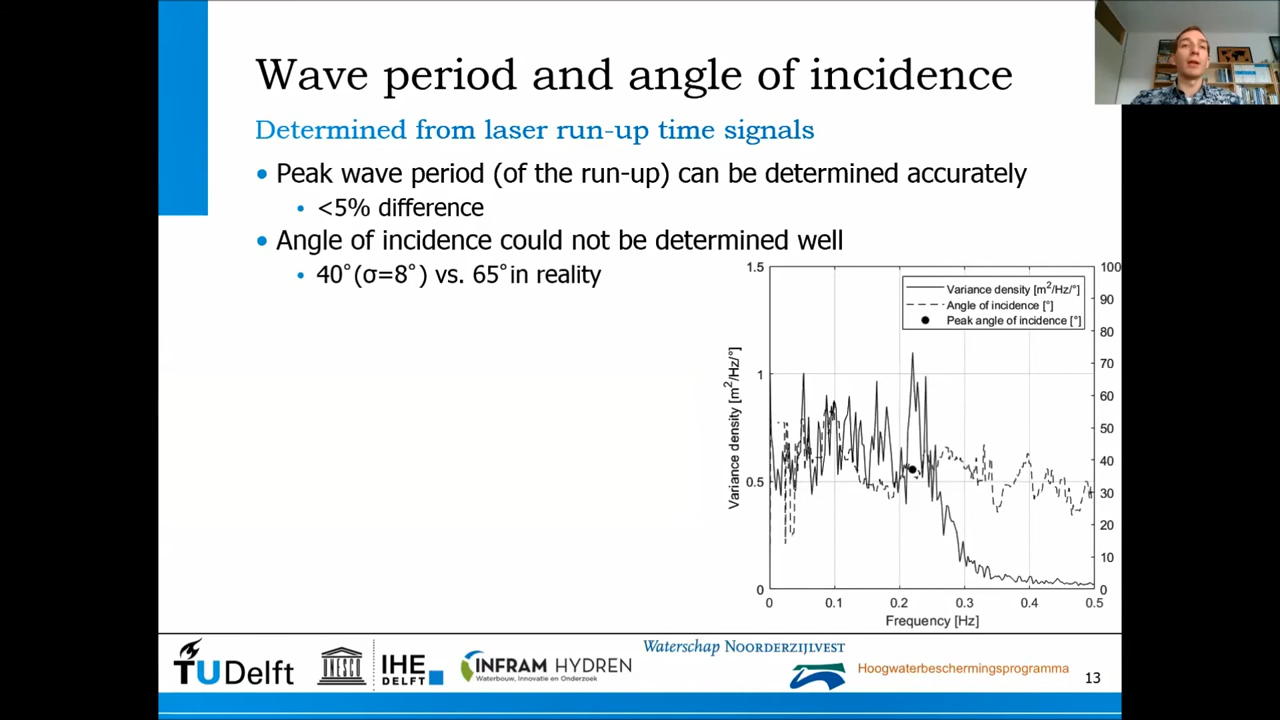 Wave period and angle of incidence
Determined from laser run-up time signals
• Peak wave period (of the run-up) can be determined accurately
• <5% difference
• Angle of incidence could not be determined well
• 40˚(σ=8˚) vs. 65˚in reality
1.5
1
0.5
0
Variance density [m²/Hz/°]
100
90
80
70
60
50
40
30
20
10
0
Variance density [m²/Hz/°]
Angle of incidence [°]
Peak angle of incidence [°]
0 0.1 0.2 0.3 0.4 0.5
Frequency [Hz]
TUDelft
UNESCO
IHE
DELFT
INFRAM HYDREN
Waterbouw, Innovatie en Onderzoek
Waterschap NOORDERZIJLVEST
Hoogwaterbeschermingsprogramma
13